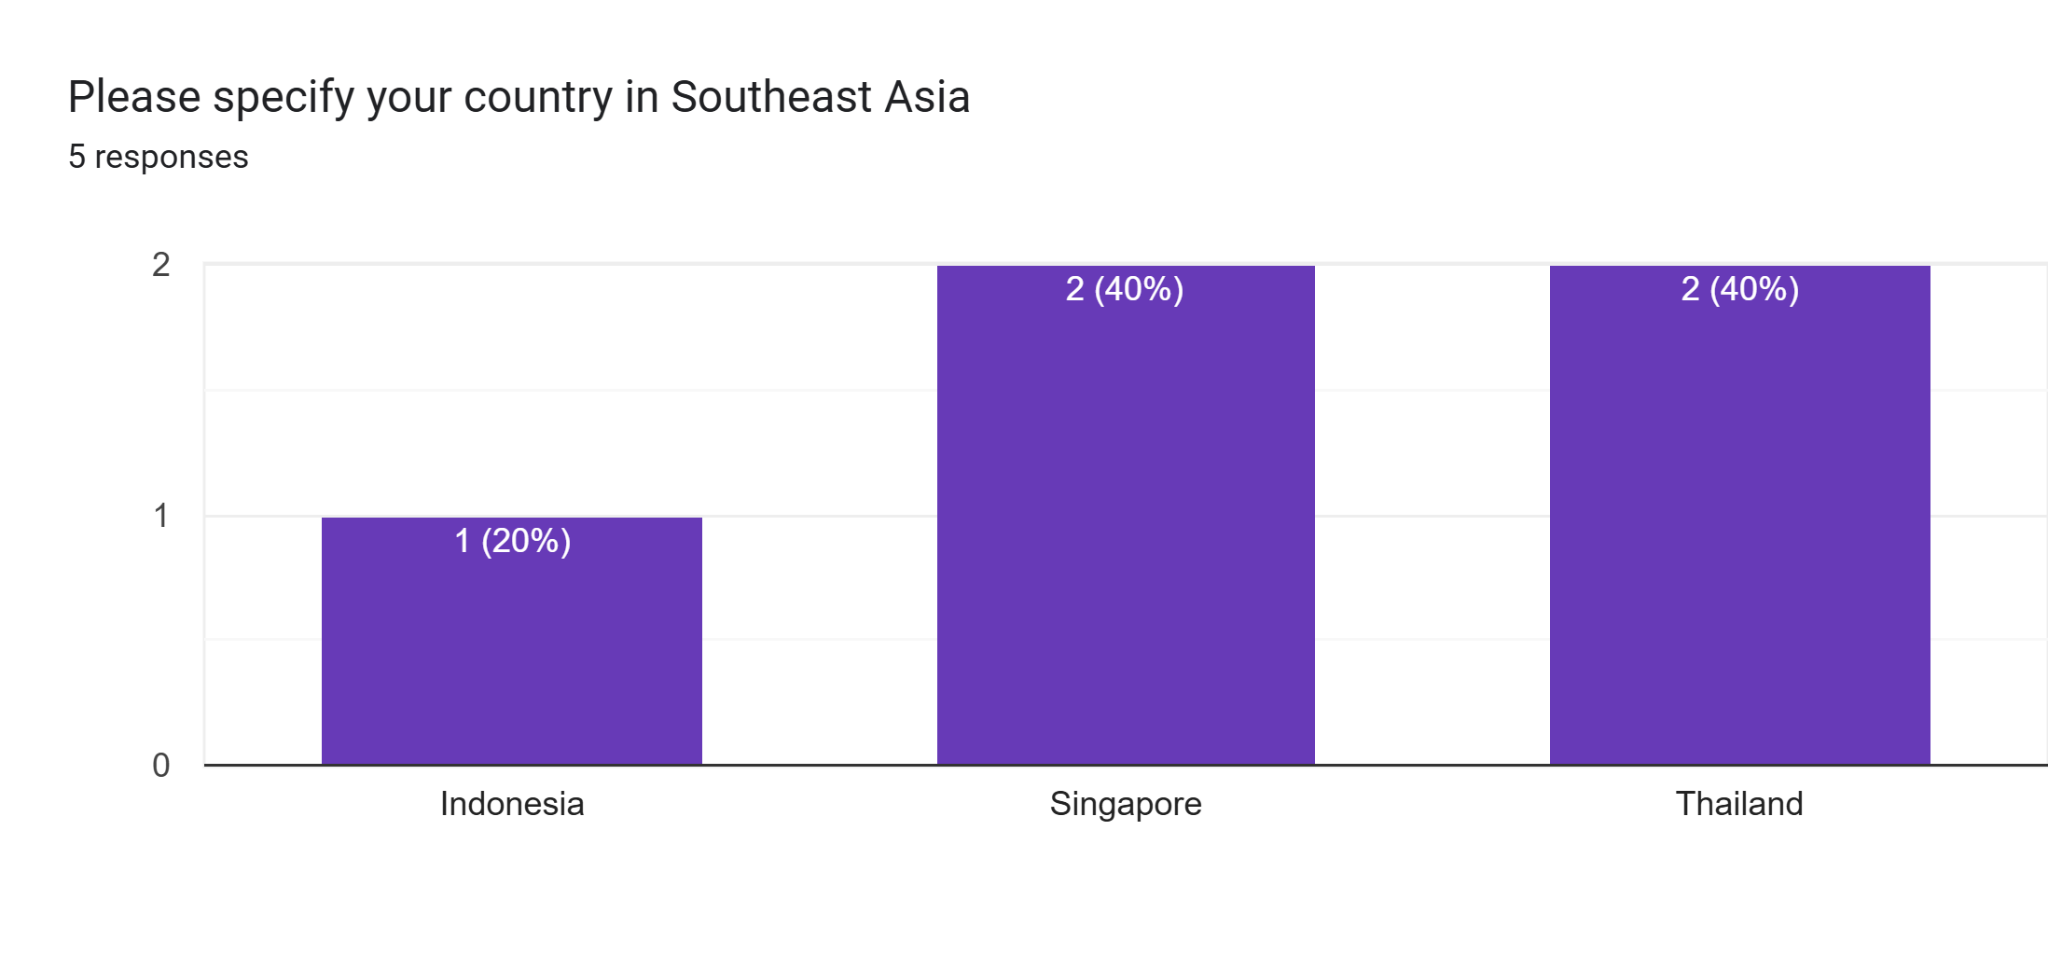 Please specify your country in Southeast Asia
5 responses
2
2 (40%)
2 (40%)
1
1 (20%)
0
Indonesia
Singapore
Thailand